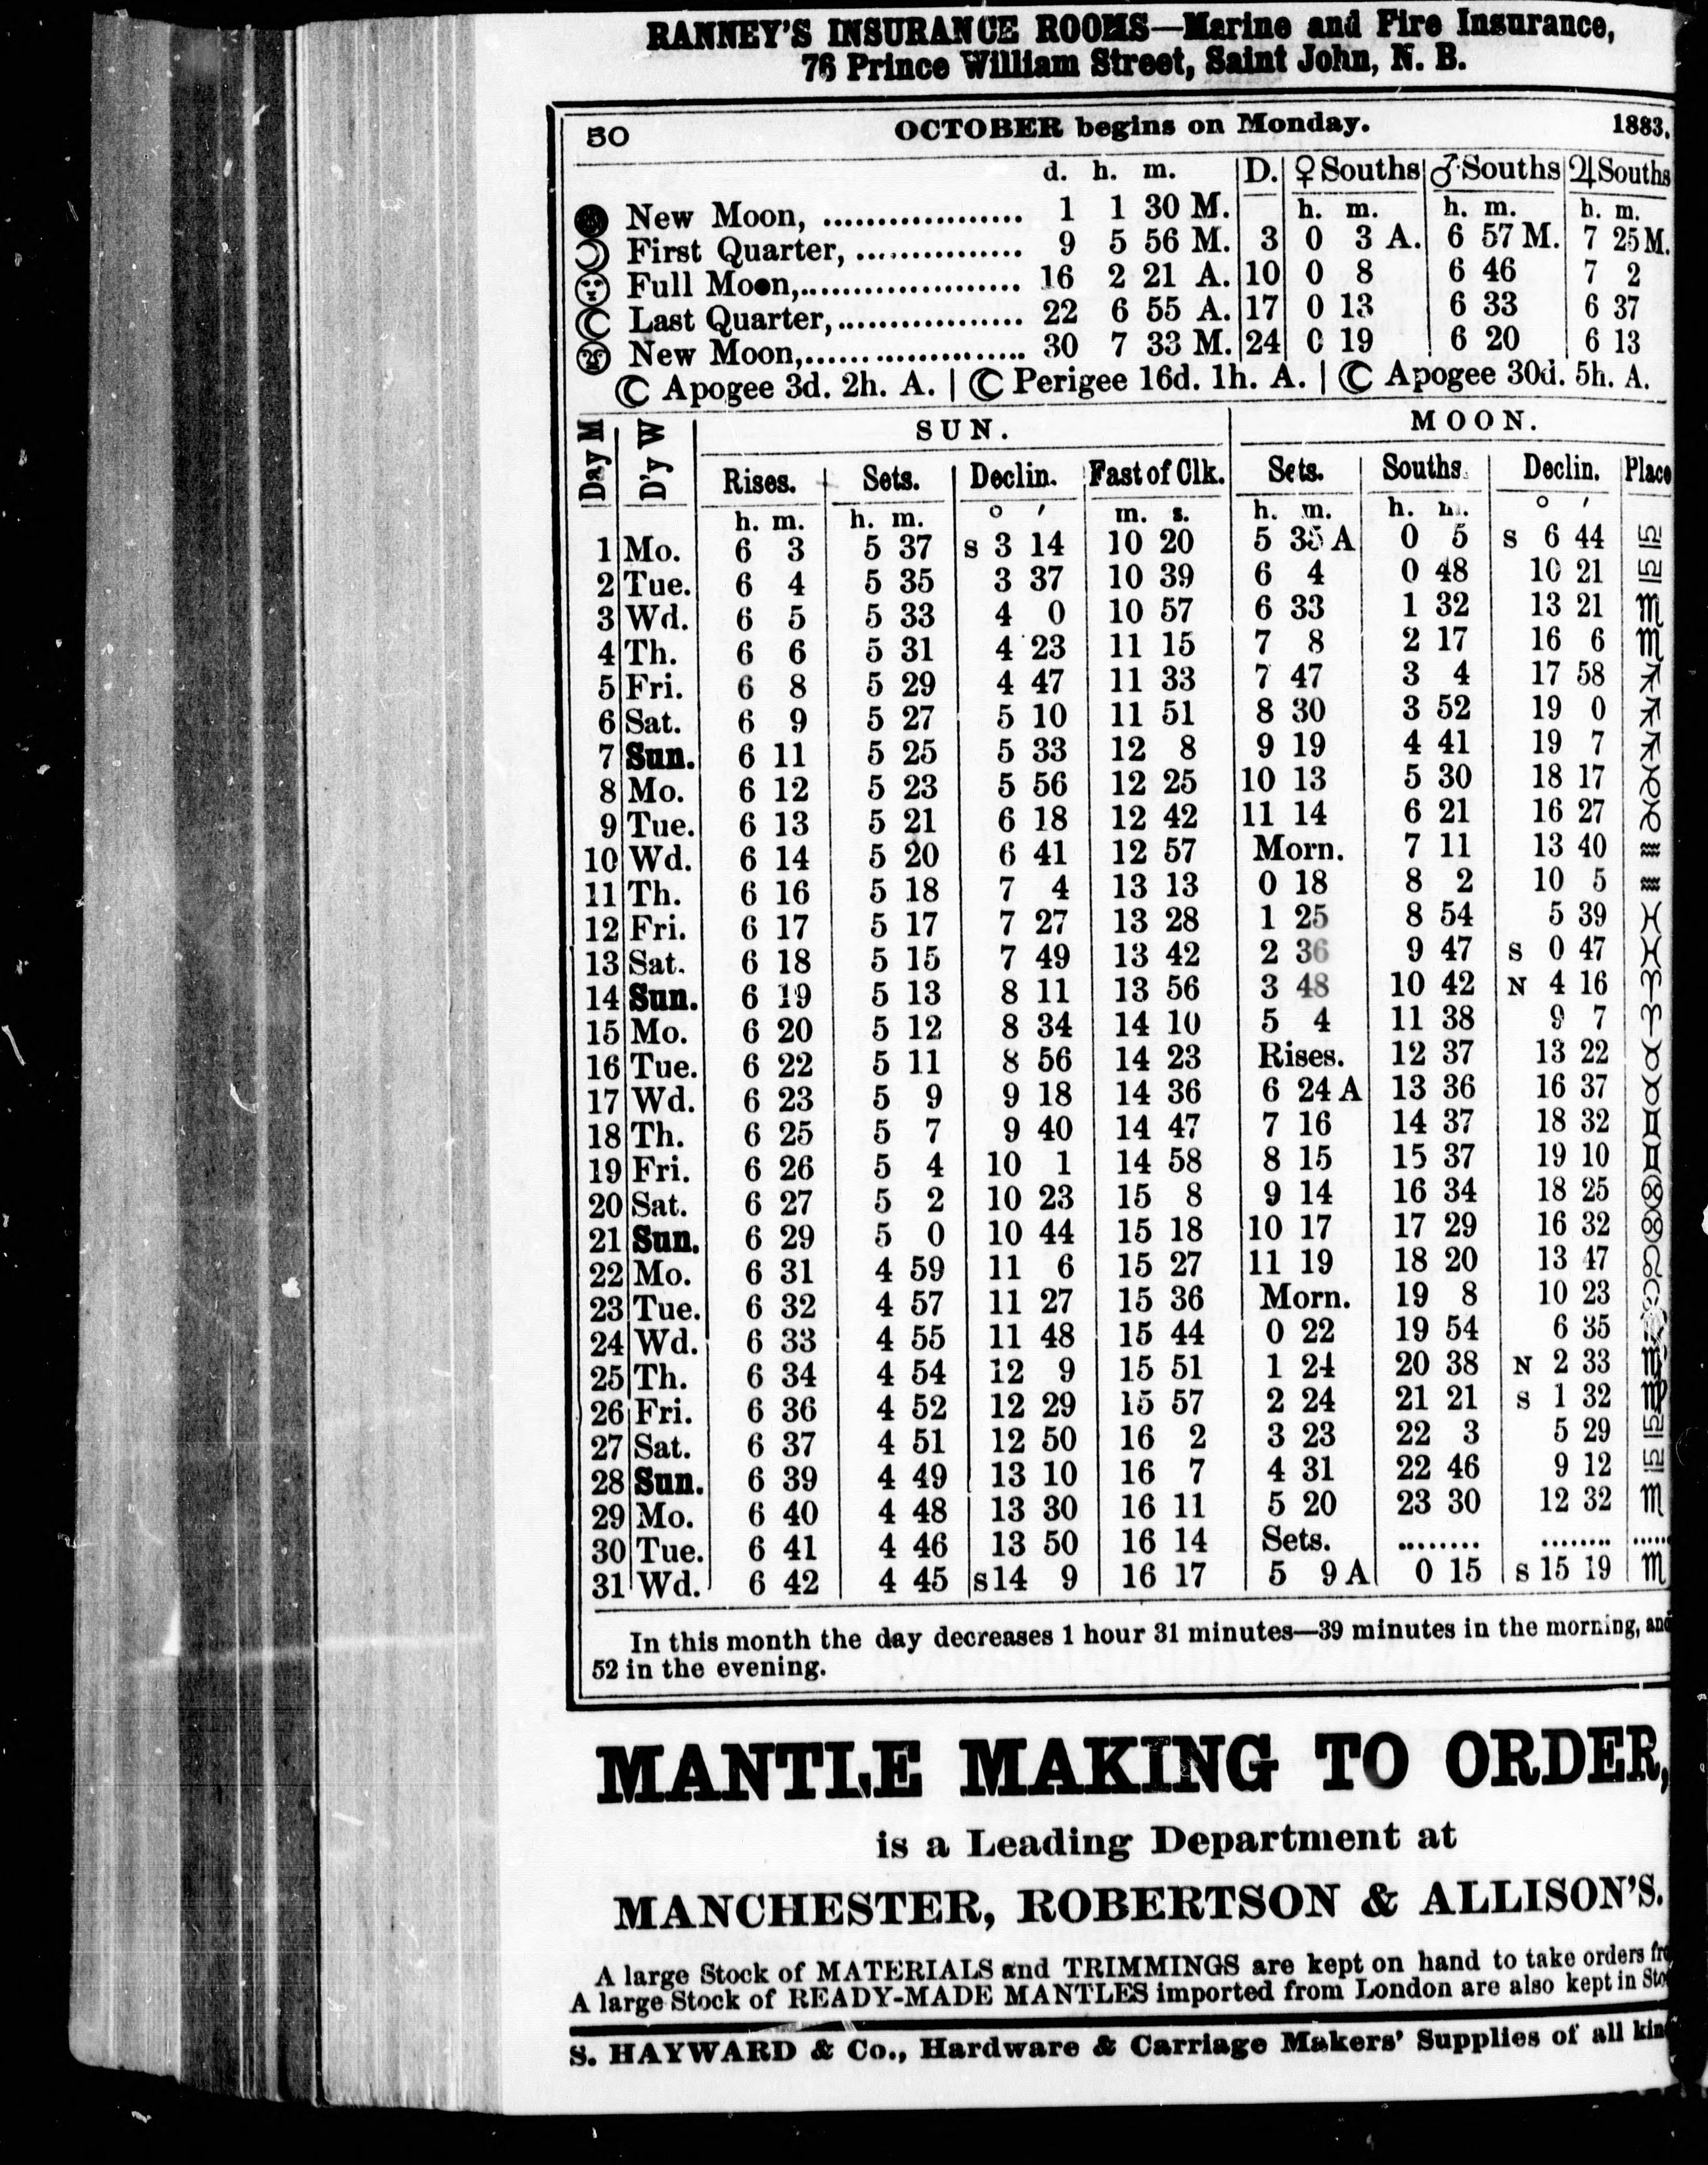 RANNEY'S INSURANCE ROOMS—Marine and Fire Insurance,
76 Prince William Street, Saint John, N. B.
50 OCTOBER begins on Monday. 1883.
d. h. m. D. ♀ Souths ♂ Souths ♃ Souths
h. m. h. m. h. m.
New Moon, .................. 1 1 30 M.
First Quarter, ................ 9 5 56 M. 3 0 3 A. 6 57 M. 7 25 M.
Full Moon,.................... 16 2 21 A. 10 0 8 6 46 7 2
Last Quarter,................. 22 6 55 A. 17 0 13 6 33 6 37
New Moon,...................... 30 7 33 M. 24 0 19 6 20 6 13
☾ Apogee 3d. 2h. A. | ☾ Perigee 16d. 1h. A. | ☾ Apogee 30d. 5h. A.
Day M D'y W SUN. MOON.
Rises. Sets. Declin. Fast of Clk. Sets. Souths. Declin. Place
h. m. h. m. o ′ m. s. h. m. h. m. o ′
1 Mo. 6 3 5 37 S 3 14 10 20 5 35 A 0 5 S 6 44 ♎
2 Tue. 6 4 5 35 3 37 10 39 6 4 0 48 10 21 ♎
3 Wd. 6 5 5 33 4 0 10 57 6 33 1 32 13 21 ♏
4 Th. 6 6 5 31 4 23 11 15 7 8 2 17 16 6 ♏
5 Fri. 6 8 5 29 4 47 11 33 7 47 3 4 17 58 ♐
6 Sat. 6 9 5 27 5 10 11 51 8 30 3 52 19 0 ♐
7 Sun. 6 11 5 25 5 33 12 8 9 19 4 41 19 7 ♐
8 Mo. 6 12 5 23 5 56 12 25 10 13 5 30 18 17 ♑
9 Tue. 6 13 5 21 6 18 12 42 11 14 6 21 16 27 ♑
10 Wd. 6 14 5 20 6 41 12 57 Morn. 7 11 13 40 ♒
11 Th. 6 16 5 18 7 4 13 13 0 18 8 2 10 5 ♒
12 Fri. 6 17 5 17 7 27 13 28 1 25 8 54 5 39 ♓
13 Sat. 6 18 5 15 7 49 13 42 2 36 9 47 S 0 47 ♓
14 Sun. 6 19 5 13 8 11 13 56 3 48 10 42 N 4 16 ♈
15 Mo. 6 20 5 12 8 34 14 10 5 4 11 38 9 7 ♈
16 Tue. 6 22 5 11 8 56 14 23 Rises. 12 37 13 22 ♉
17 Wd. 6 23 5 9 9 18 14 36 6 24 A 13 36 16 37 ♉
18 Th. 6 25 5 7 9 40 14 47 7 16 14 37 18 32 ♊
19 Fri. 6 26 5 4 10 1 14 58 8 15 15 37 19 10 ♊
20 Sat. 6 27 5 2 10 23 15 8 9 14 16 34 18 25 ♋
21 Sun. 6 29 5 0 10 44 15 18 10 17 17 29 16 32 ♋
22 Mo. 6 31 4 59 11 6 15 27 11 19 18 20 13 47 ♌
23 Tue. 6 32 4 57 11 27 15 36 Morn. 19 8 10 23
24 Wd. 6 33 4 55 11 48 15 44 0 22 19 54 6 35
25 Th. 6 34 4 54 12 9 15 51 1 24 20 38 N 2 33 ♍
26 Fri. 6 36 4 52 12 29 15 57 2 24 21 21 S 1 32 ♍
27 Sat. 6 37 4 51 12 50 16 2 3 23 22 3 5 29 ♎
28 Sun. 6 39 4 49 13 10 16 7 4 31 22 46 9 12 ♎
29 Mo. 6 40 4 48 13 30 16 11 5 20 23 30 12 32 ♏
30 Tue. 6 41 4 46 13 50 16 14 Sets. ........ ........ .....
31 Wd. 6 42 4 45 S 14 9 16 17 5 9 A 0 15 S 15 19 ♏
In this month the day decreases 1 hour 31 minutes—39 minutes in the morning, and
52 in the evening.
MANTLE MAKING TO ORDER,
is a Leading Department at
MANCHESTER, ROBERTSON & ALLISON'S.
A large Stock of MATERIALS and TRIMMINGS are kept on hand to take orders
A large Stock of READY-MADE MANTLES imported from London are also kept in
S. HAYWARD & Co., Hardware & Carriage Makers' Supplies of all